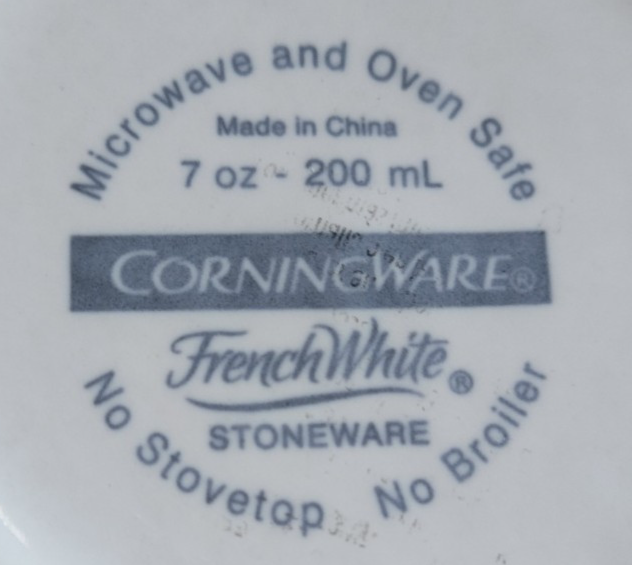 Microwave and Oven Safe
Made in China
7 oz - 200 mL
CORNINGWARE®
French White®
STONEWARE
No Stovetop No Broiler